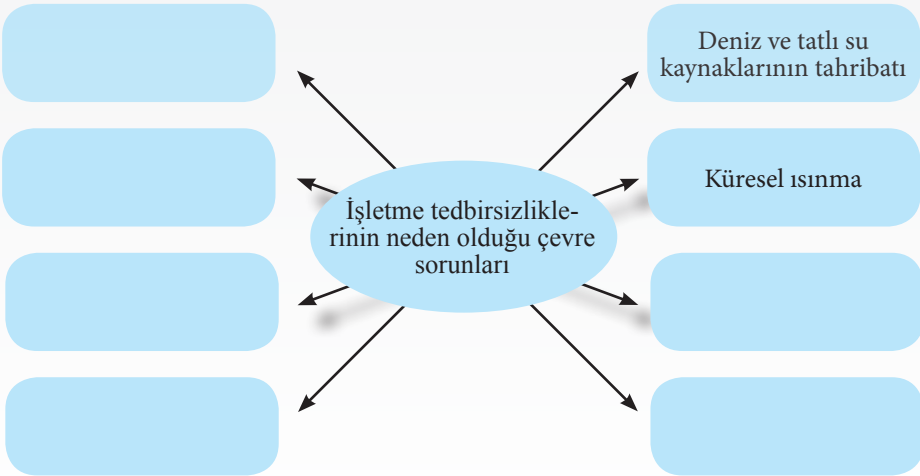 Deniz ve tatlı su
kaynaklarının tahribatı
Küresel ısınma
İşletme tedbirsizlikle-
rinin neden olduğu çevre
sorunları